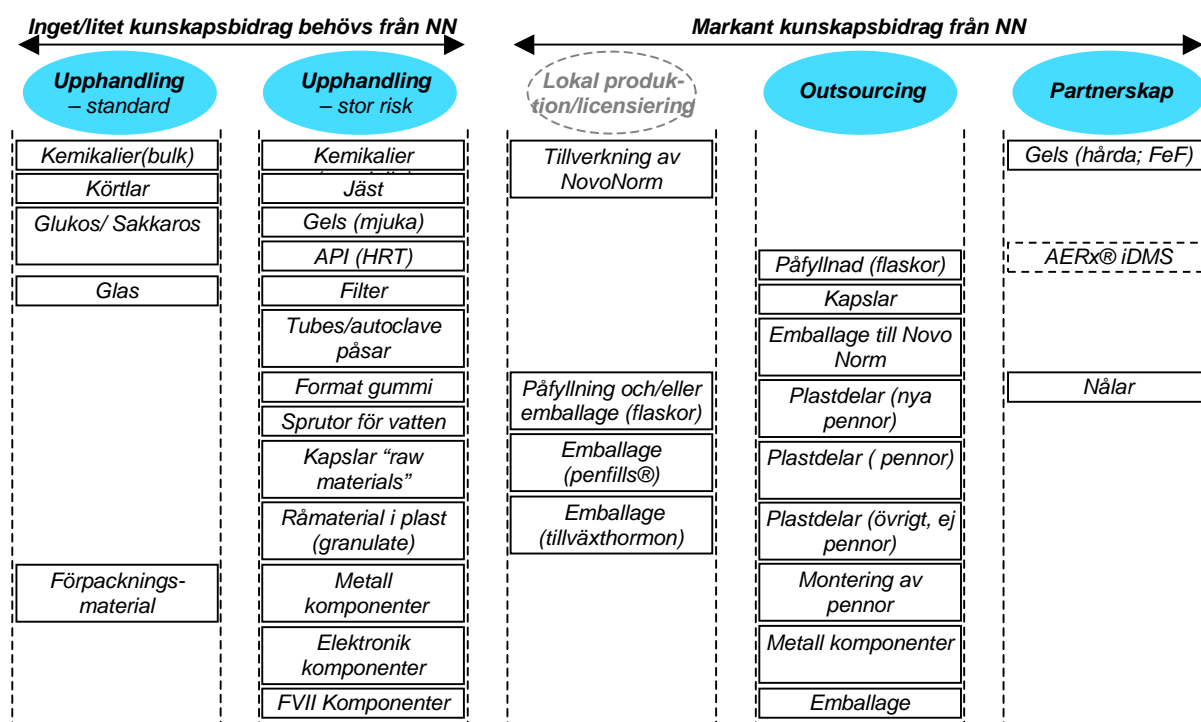 Inget/litet kunskapsbidrag behövs från NN
Markant kunskapsbidrag från NN
Upphandling
– standard
Upphandling
– stor risk
Lokal produk-
tion/licensiering
Outsourcing
Partnerskap
Kemikalier(bulk)
Körtlar
Glukos/ Sakkaros
Glas
Förpacknings-
material
Kemikalier
Jäst
Gels (mjuka)
API (HRT)
Filter
Tubes/autoclave
påsar
Format gummi
Sprutor för vatten
Kapslar “raw
materials”
Råmaterial i plast
(granulate)
Metall
komponenter
Elektronik
komponenter
FVII Komponenter
Tillverkning av
NovoNorm
Påfyllning och/eller
emballage (flaskor)
Emballage
(penfills®)
Emballage
(tillväxthormon)
Påfyllnad (flaskor)
Kapslar
Emballage till Novo
Norm
Plastdelar (nya
pennor)
Plastdelar ( pennor)
Plastdelar (övrigt, ej
pennor)
Montering av
pennor
Metall komponenter
Emballage
Gels (hårda; FeF)
AERx® iDMS
Nålar